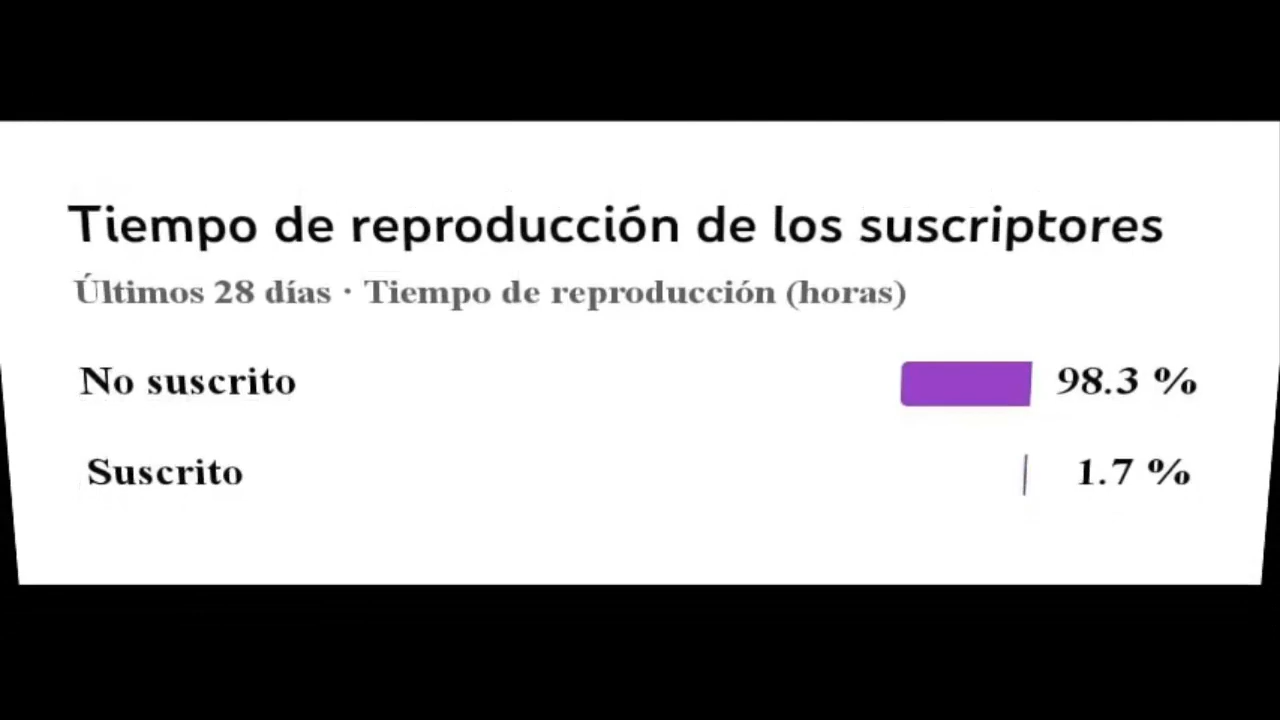 Tiempo de reproducción de los suscriptores
Últimos 28 días · Tiempo de reproducción (horas)
No suscrito 98.3 %
Suscrito 1.7 %